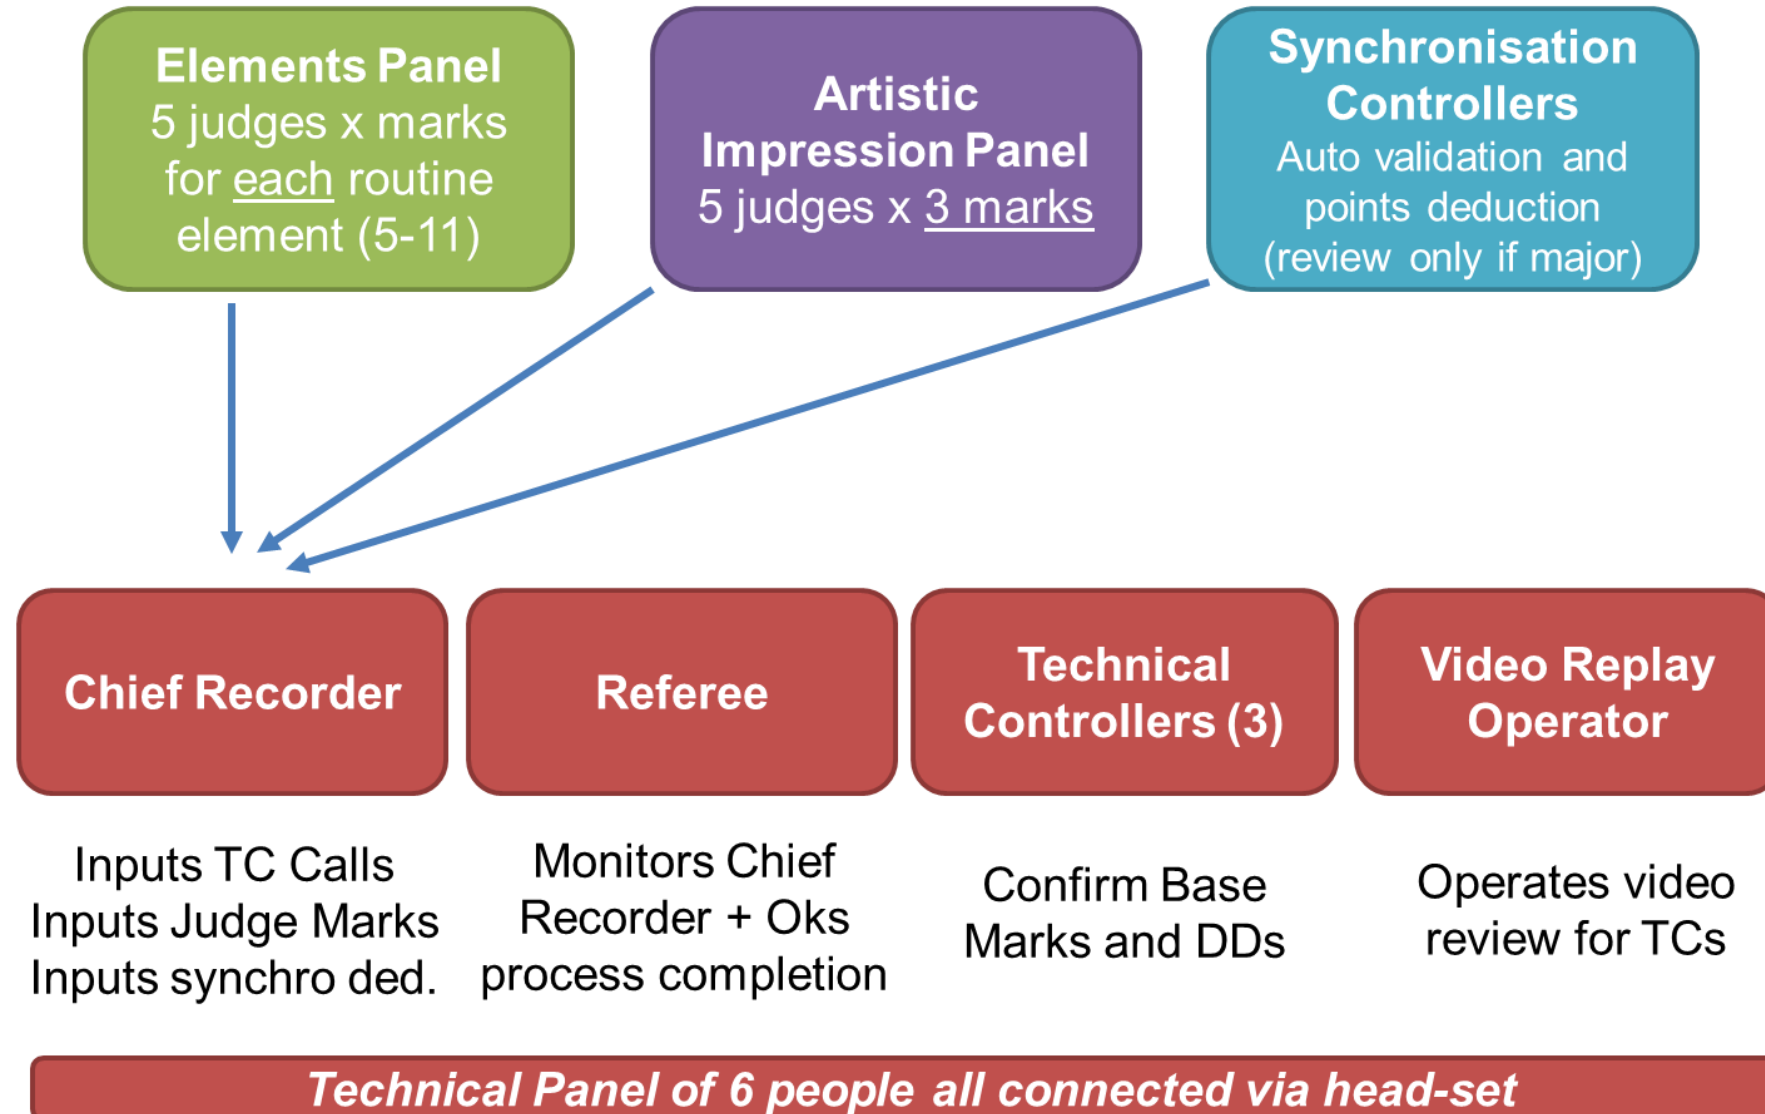 Elements Panel
5 judges x marks
for each routine
element (5-11)
Artistic
Impression Panel
5 judges x 3 marks
Synchronisation
Controllers
Auto validation and
points deduction
(review only if major)
Chief Recorder
Referee
Technical
Controllers (3)
Video Replay
Operator
Inputs TC Calls
Inputs Judge Marks
Inputs synchro ded.
Monitors Chief
Recorder + Oks
process completion
Confirm Base
Marks and DDs
Operates video
review for TCs
Technical Panel of 6 people all connected via head-set